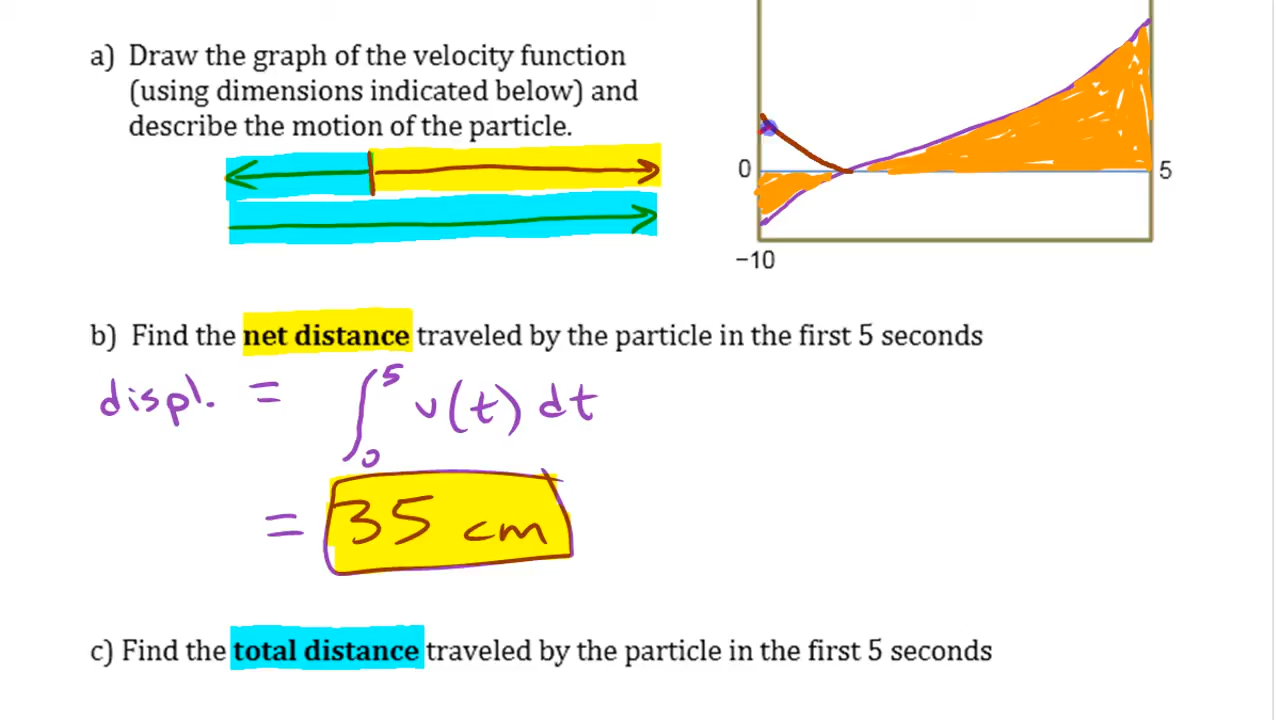 a) Draw the graph of the velocity function
(using dimensions indicated below) and
describe the motion of the particle.
0
5
−10
b) Find the net distance traveled by the particle in the first 5 seconds
displ. = ∫₀⁵ v(t) dt
= 35 cm
c) Find the total distance traveled by the particle in the first 5 seconds